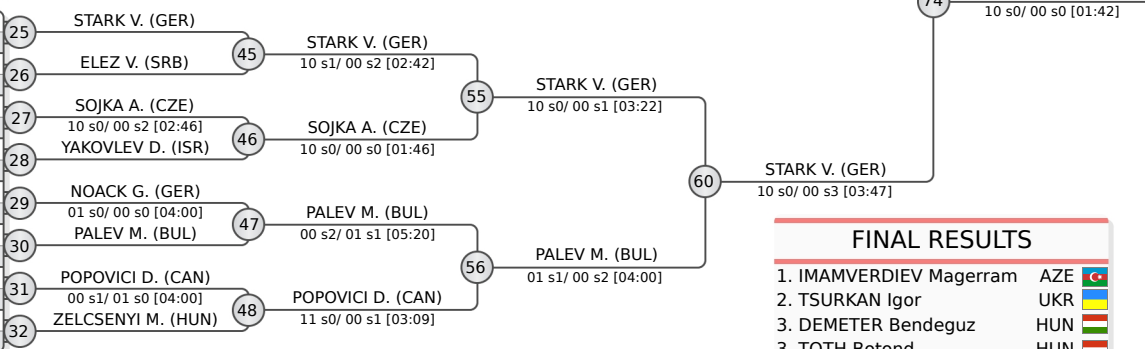 74
10 s0/ 00 s0 [01:42]
25
STARK V. (GER)
26
ELEZ V. (SRB)
45
STARK V. (GER)
10 s1/ 00 s2 [02:42]
27
SOJKA A. (CZE)
10 s0/ 00 s2 [02:46]
28
YAKOVLEV D. (ISR)
46
SOJKA A. (CZE)
10 s0/ 00 s0 [01:46]
55
STARK V. (GER)
10 s0/ 00 s1 [03:22]
29
NOACK G. (GER)
01 s0/ 00 s0 [04:00]
30
PALEV M. (BUL)
47
PALEV M. (BUL)
00 s2/ 01 s1 [05:20]
31
POPOVICI D. (CAN)
00 s1/ 01 s0 [04:00]
32
ZELCSENYI M. (HUN)
48
POPOVICI D. (CAN)
11 s0/ 00 s1 [03:09]
56
PALEV M. (BUL)
01 s1/ 00 s2 [04:00]
60
STARK V. (GER)
10 s0/ 00 s3 [03:47]
FINAL RESULTS
1. IMAMVERDIEV Magerram AZE
2. TSURKAN Igor UKR
3. DEMETER Bendeguz HUN
3. TOTH Botond HUN